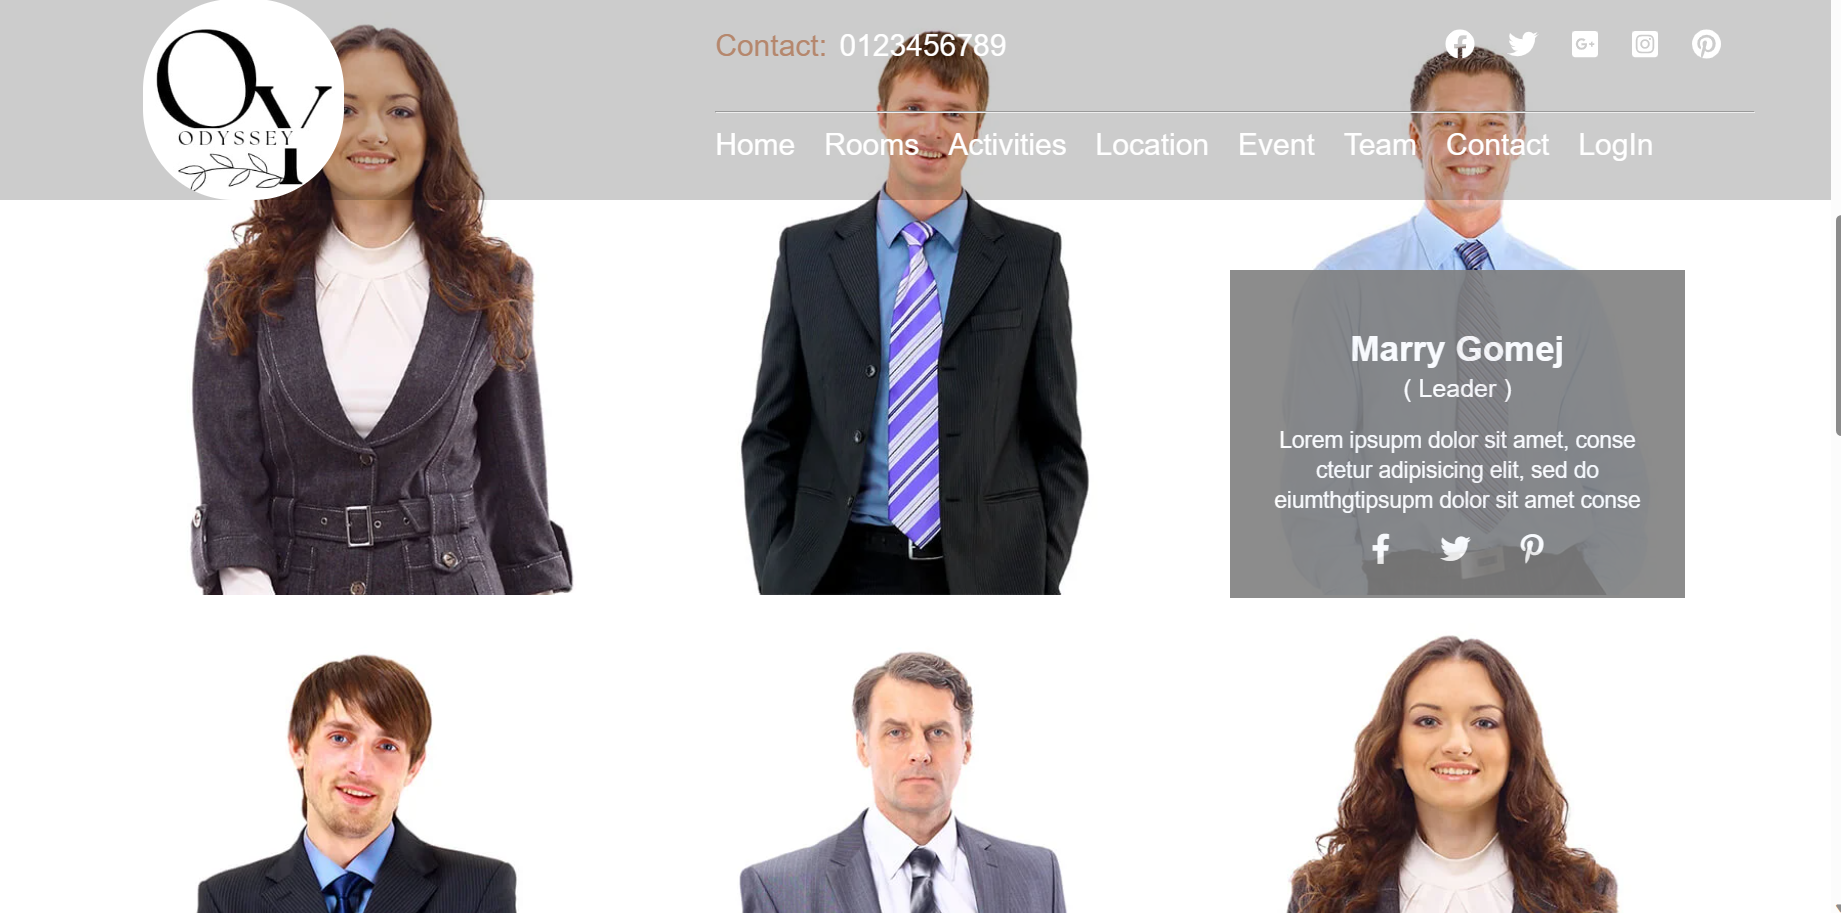 OY
ODYSSEY
Contact: 0123456789
Home Rooms Activities Location Event Team Contact LogIn
Marry Gomej
( Leader )
Lorem ipsupm dolor sit amet, conse
ctetur adipisicing elit, sed do
eiumthgtipsupm dolor sit amet conse